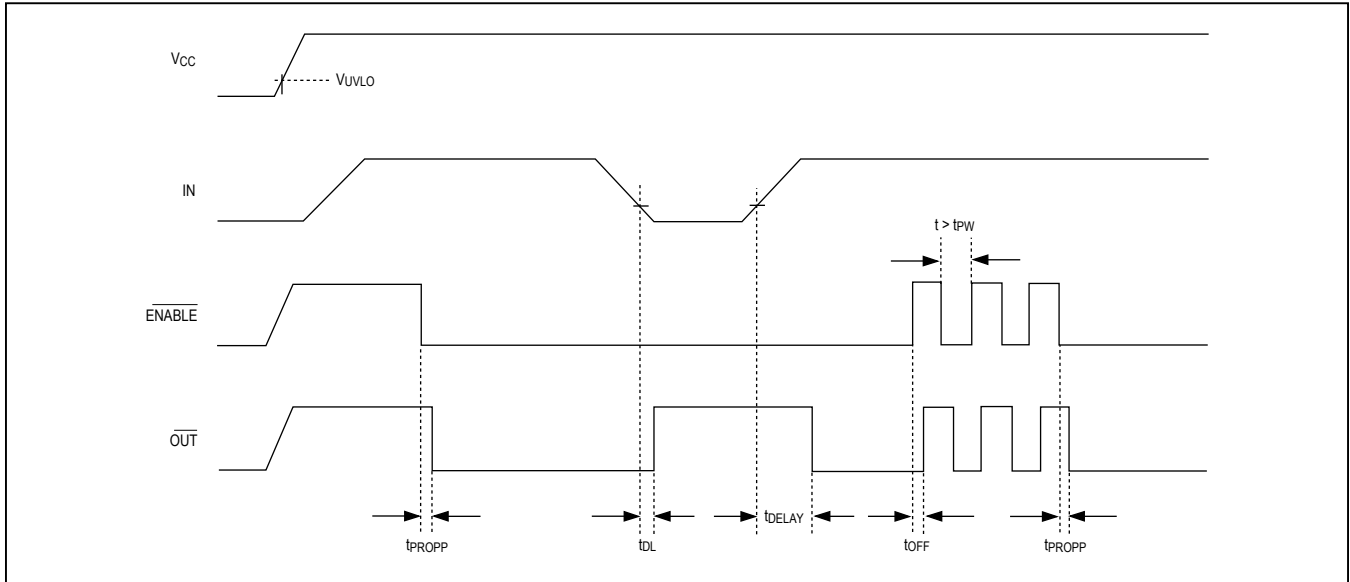 VCC
VUVLO
IN
t > tPW
ENABLE
OUT
tPROPP
tDL
tDELAY
tOFF
tPROPP